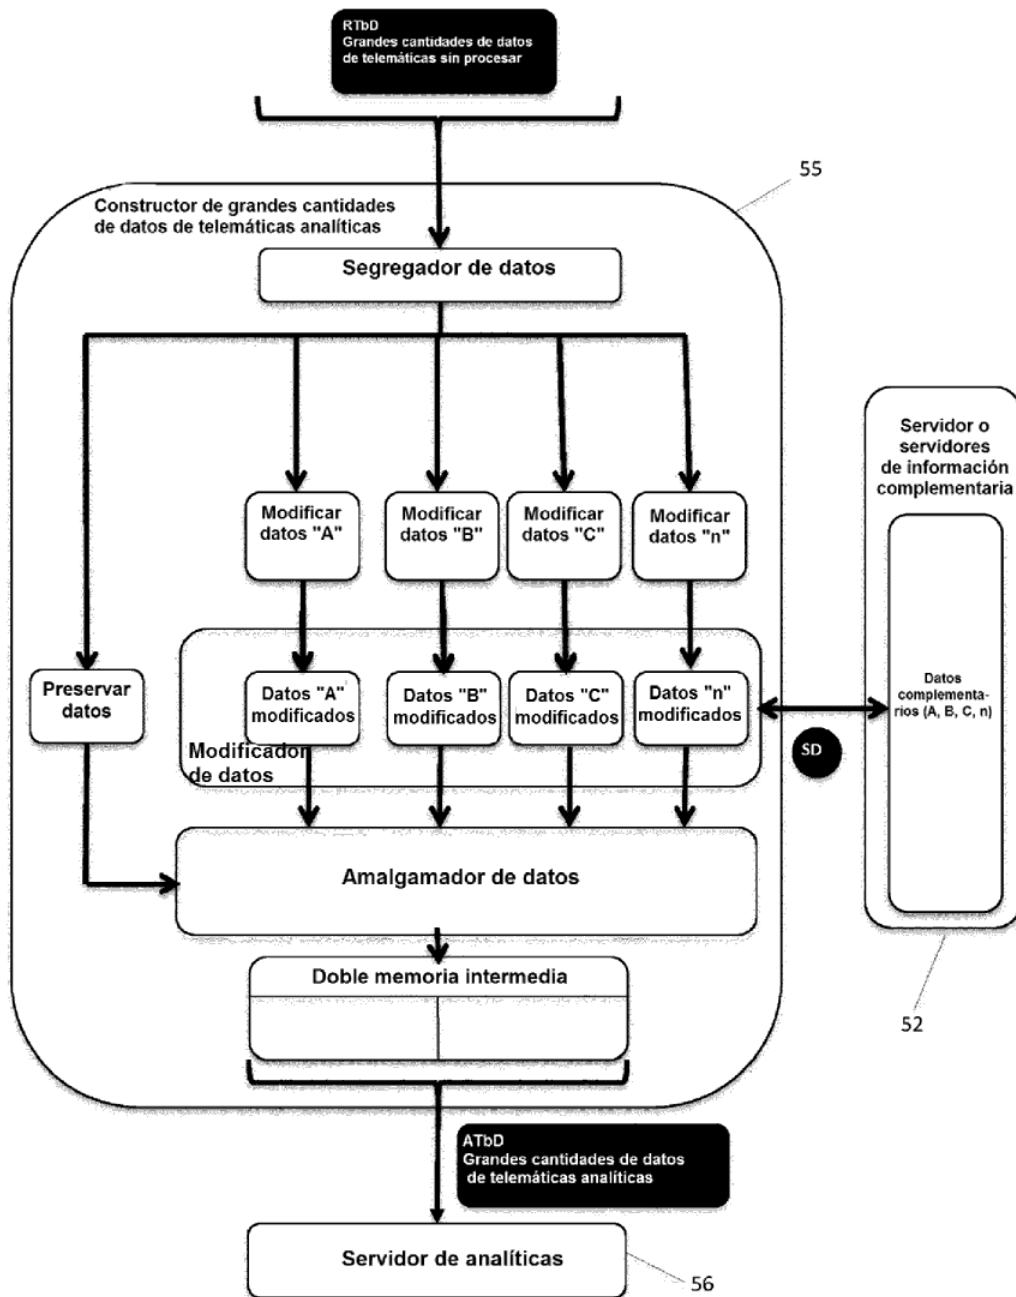 RTbD
Grandes cantidades de datos
de telemáticas sin procesar
55
Constructor de grandes cantidades
de datos de telemáticas analíticas
Segregador de datos
Servidor o
servidores
de información
complementaria
Modificar
datos "A"
Modificar
datos "B"
Modificar
datos "C"
Modificar
datos "n"
Preservar
datos
Datos "A"
modificados
Datos "B"
modificados
Datos "C"
modificados
Datos "n"
modificados
Datos
complementa-
rios (A, B, C, n)
Modificador
de datos
SD
Amalgamador de datos
Doble memoria intermedia
52
ATbD
Grandes cantidades de datos
de telemáticas analíticas
Servidor de analíticas
56